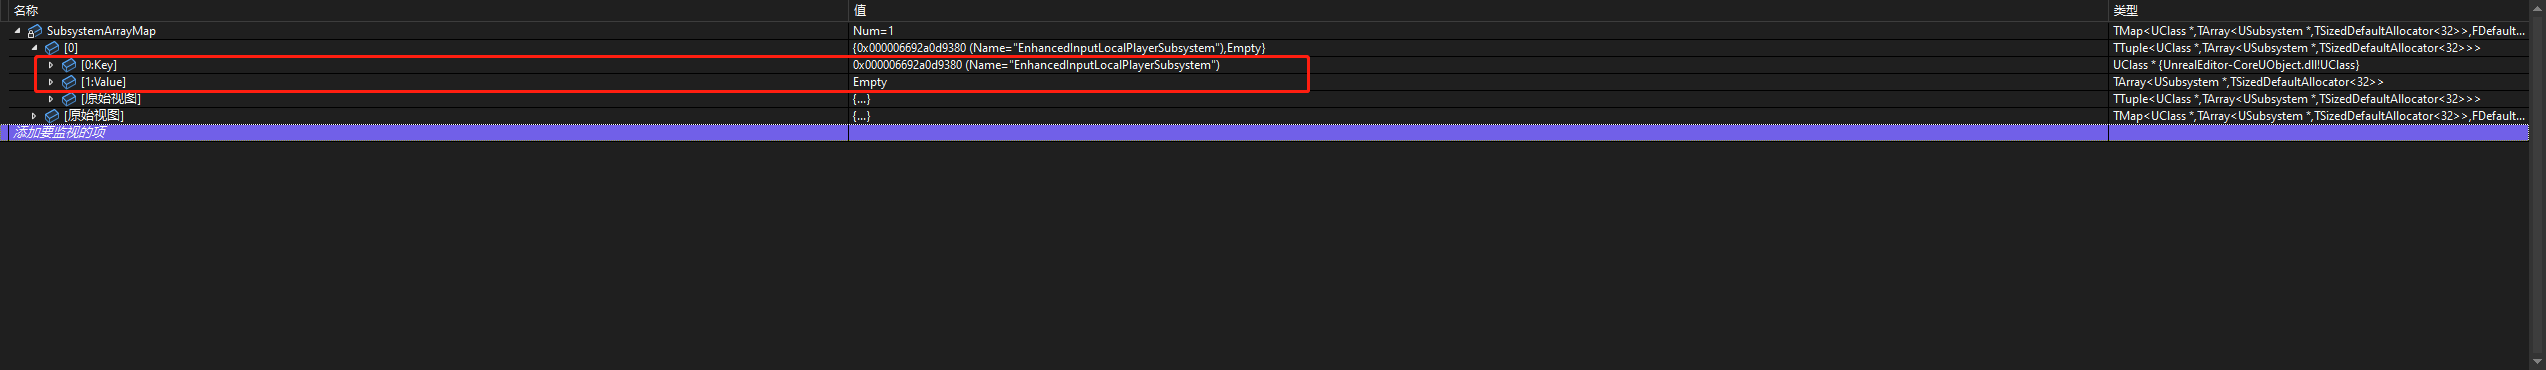 名称 值 类型
SubsystemArrayMap Num=1 TMap<UClass *,TArray<USubsystem *,TSizedDefaultAllocator<32>>,FDefault...
[0] {0x000006692a0d9380 (Name="EnhancedInputLocalPlayerSubsystem"),Empty} TTuple<UClass *,TArray<USubsystem *,TSizedDefaultAllocator<32>>>
[0:Key] 0x000006692a0d9380 (Name="EnhancedInputLocalPlayerSubsystem") UClass * {UnrealEditor-CoreUObject.dll!UClass}
[1:Value] Empty TArray<USubsystem *,TSizedDefaultAllocator<32>>
[原始视图] {...} TTuple<UClass *,TArray<USubsystem *,TSizedDefaultAllocator<32>>>
[原始视图] {...} TMap<UClass *,TArray<USubsystem *,TSizedDefaultAllocator<32>>,FDefault...
添加要监视的项